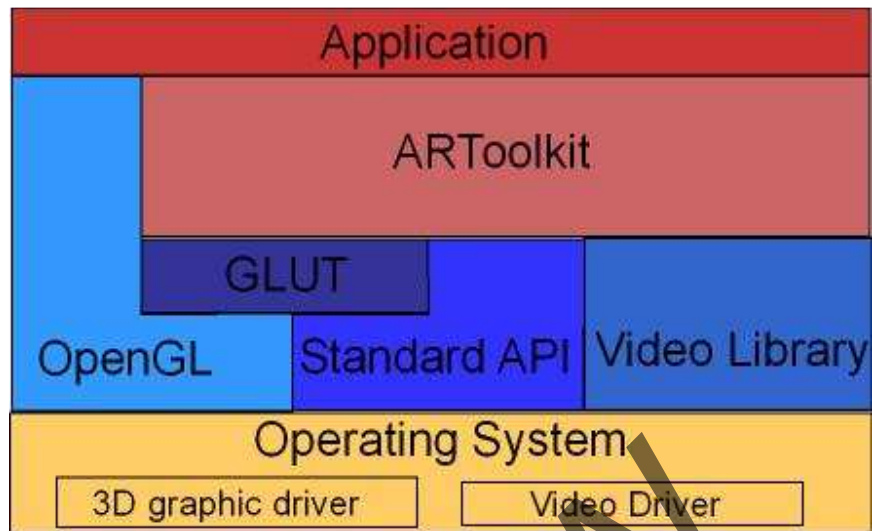 Application
ARToolkit
GLUT
OpenGL
Standard API
Video Library
Operating System
3D graphic driver
Video Driver